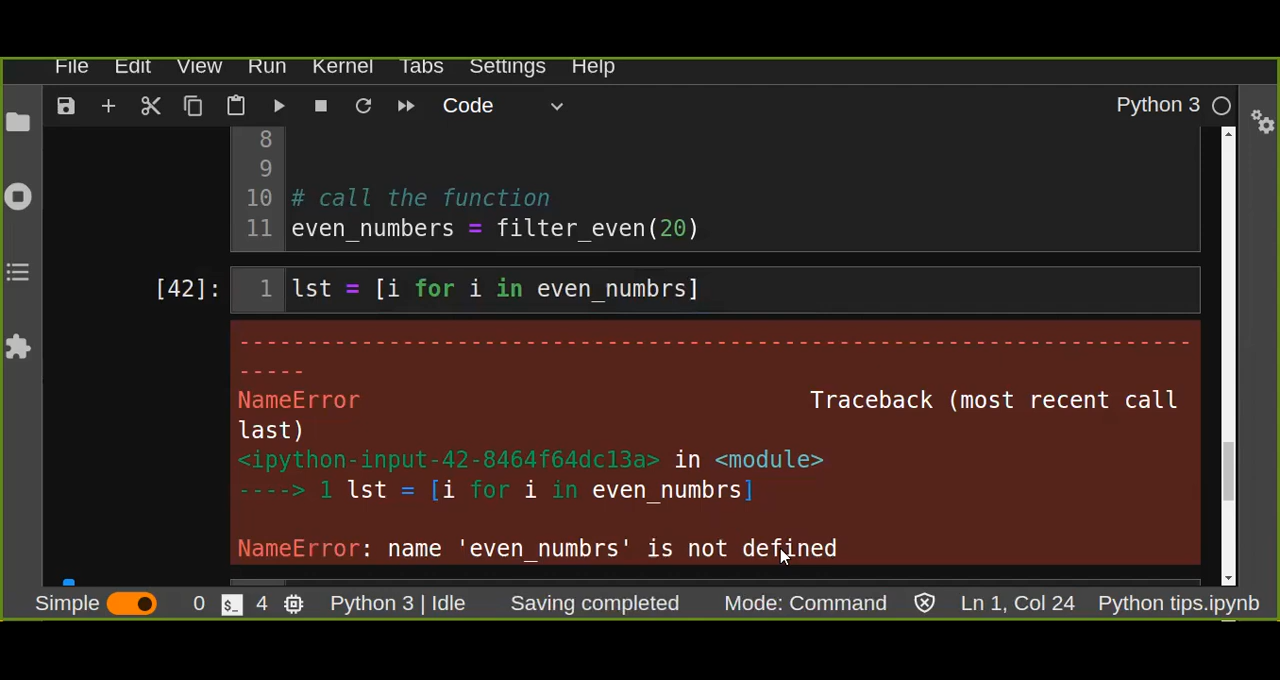 File Edit View Run Kernel Tabs Settings Help
Code Python 3
8
9
10 # call the function
11 even_numbers = filter_even(20)
[42]: 1 lst = [i for i in even_numbrs]
----------------------------------------------------------------------
-----
NameError Traceback (most recent call
last)
<ipython-input-42-8464f64dc13a> in <module>
----> 1 lst = [i for i in even_numbrs]
NameError: name 'even_numbrs' is not defined
Simple 0 $_ 4 Python 3 | Idle Saving completed Mode: Command Ln 1, Col 24 Python tips.ipynb